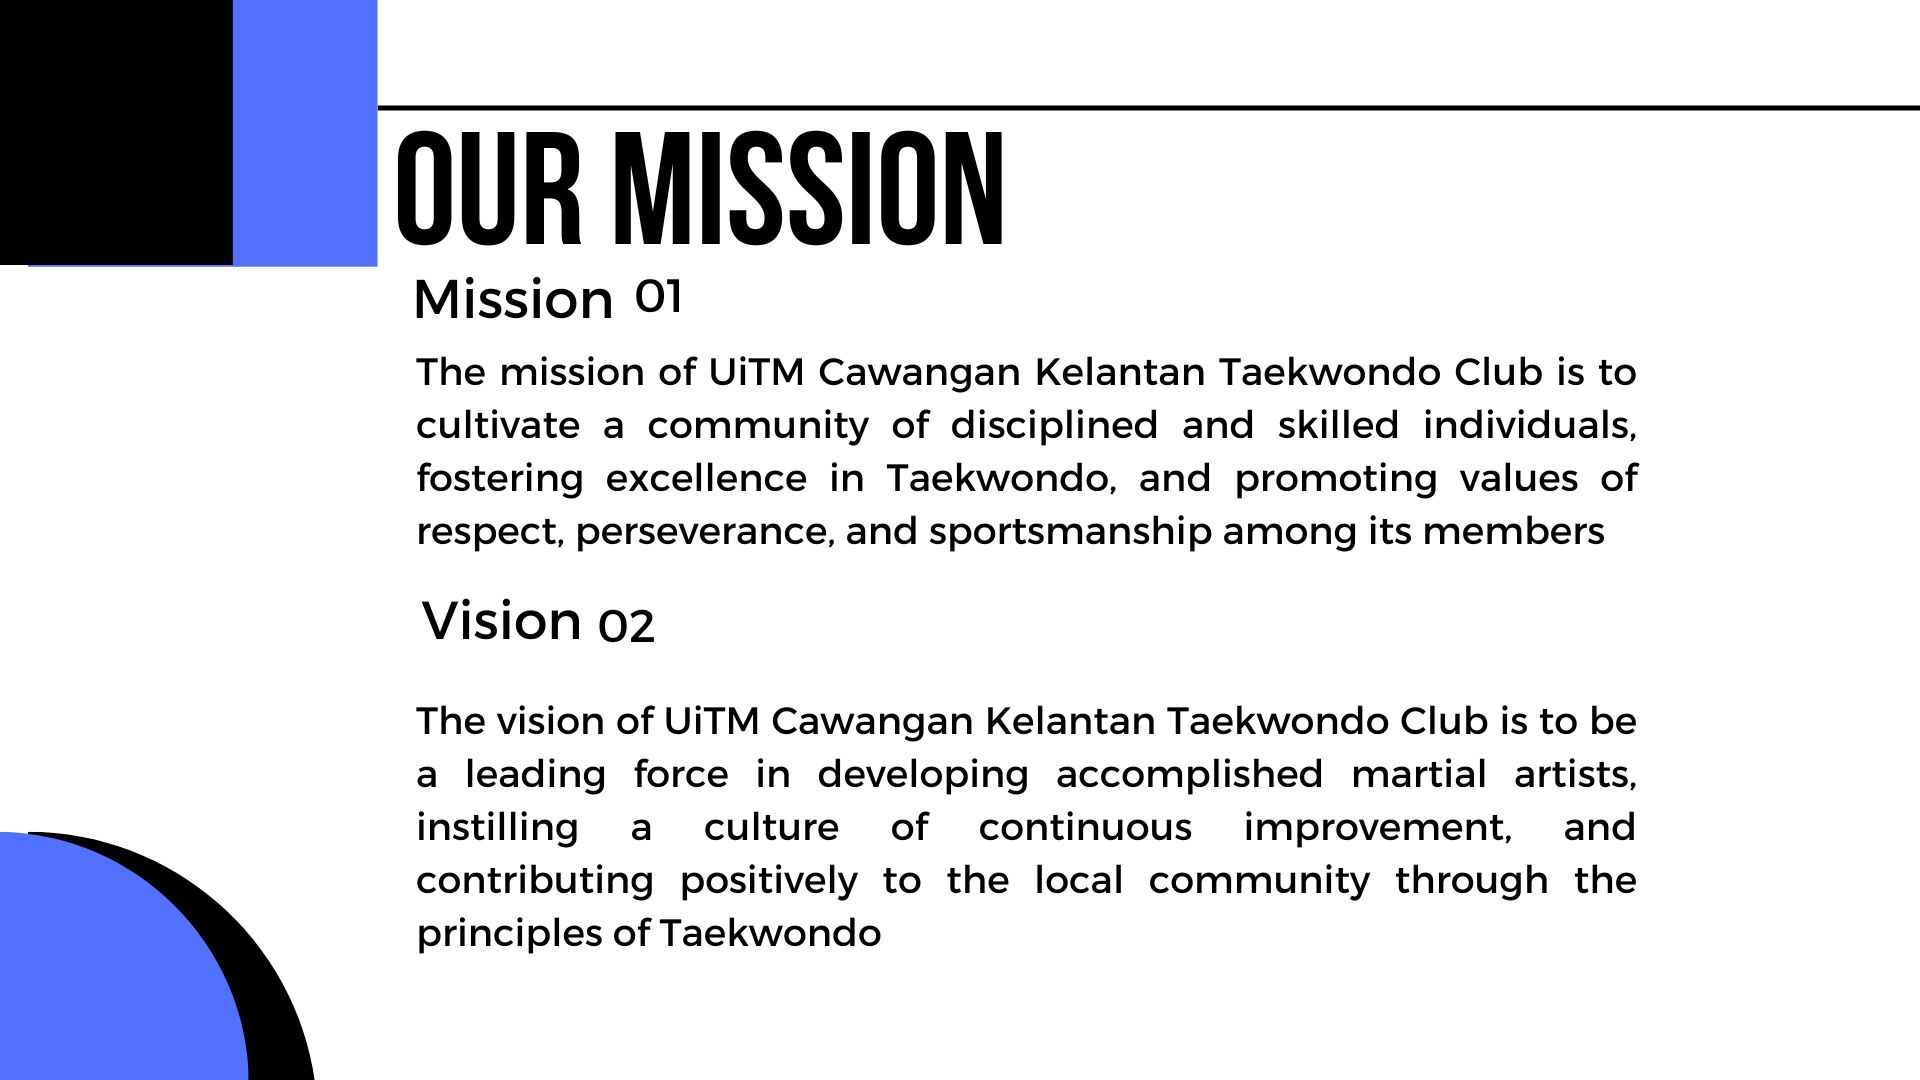 OUR MISSION
Mission 01
The mission of UiTM Cawangan Kelantan Taekwondo Club is to
cultivate a community of disciplined and skilled individuals,
fostering excellence in Taekwondo, and promoting values of
respect, perseverance, and sportsmanship among its members
Vision 02
The vision of UiTM Cawangan Kelantan Taekwondo Club is to be
a leading force in developing accomplished martial artists,
instilling a culture of continuous improvement, and
contributing positively to the local community through the
principles of Taekwondo